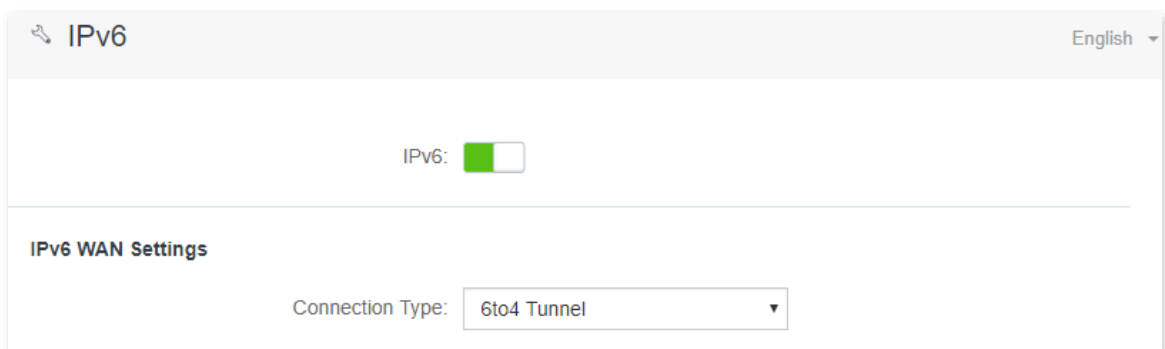 IPv6
English
IPv6:
IPv6 WAN Settings
Connection Type: 6to4 Tunnel